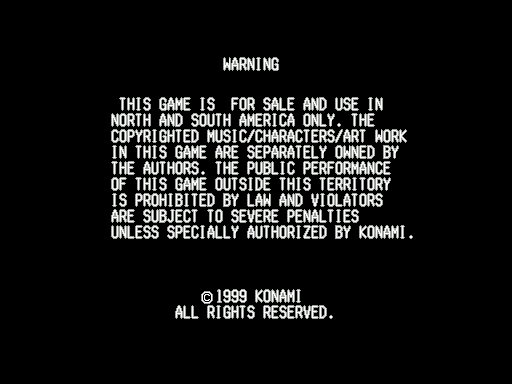 WARNING
THIS GAME IS  FOR SALE AND USE IN
NORTH AND SOUTH AMERICA ONLY. THE
COPYRIGHTED MUSIC/CHARACTERS/ART WORK
IN THIS GAME ARE SEPARATELY OWNED BY
THE AUTHORS. THE PUBLIC PERFORMANCE
OF THIS GAME OUTSIDE THIS TERRITORY
IS PROHIBITED BY LAW AND VIOLATORS
ARE SUBJECT TO SEVERE PENALTIES
UNLESS SPECIALLY AUTHORIZED BY KONAMI.
©1999 KONAMI
ALL RIGHTS RESERVED.